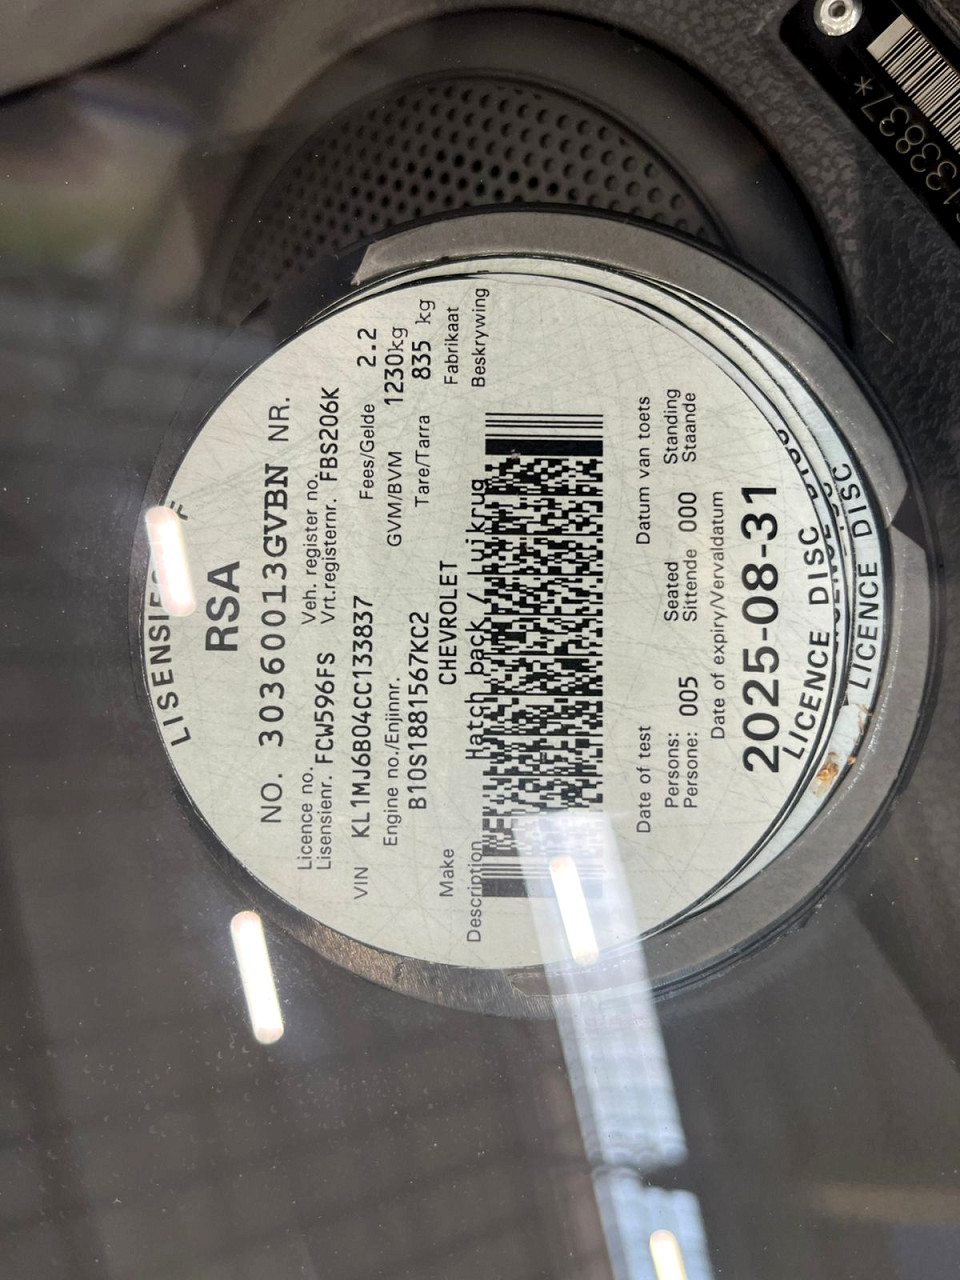 LISENSIE
RSA
NO. 3036600013GVBN NR.
Licence no. Veh. register no.
Lisensienr. FCW596FS Vrt.registernr. FBS206K
VIN KL1MJ6B04CC133837 Fees/Gelde 2.2
Engine no./Enjinnr. GVM/BVM 1230kg
B10S1881567KC2 Tare/Tarra 835 kg
Make CHEVROLET Fabrikaat
Description Hatch back / Luikrug Beskrywing
Date of test Datum van toets
Persons: Seated Standing
Persone: 005 Sittende 000 Staande
Date of expiry/Vervaldatum
2025-08-31
LICENCE DISC
LICENCE DISC
133837*